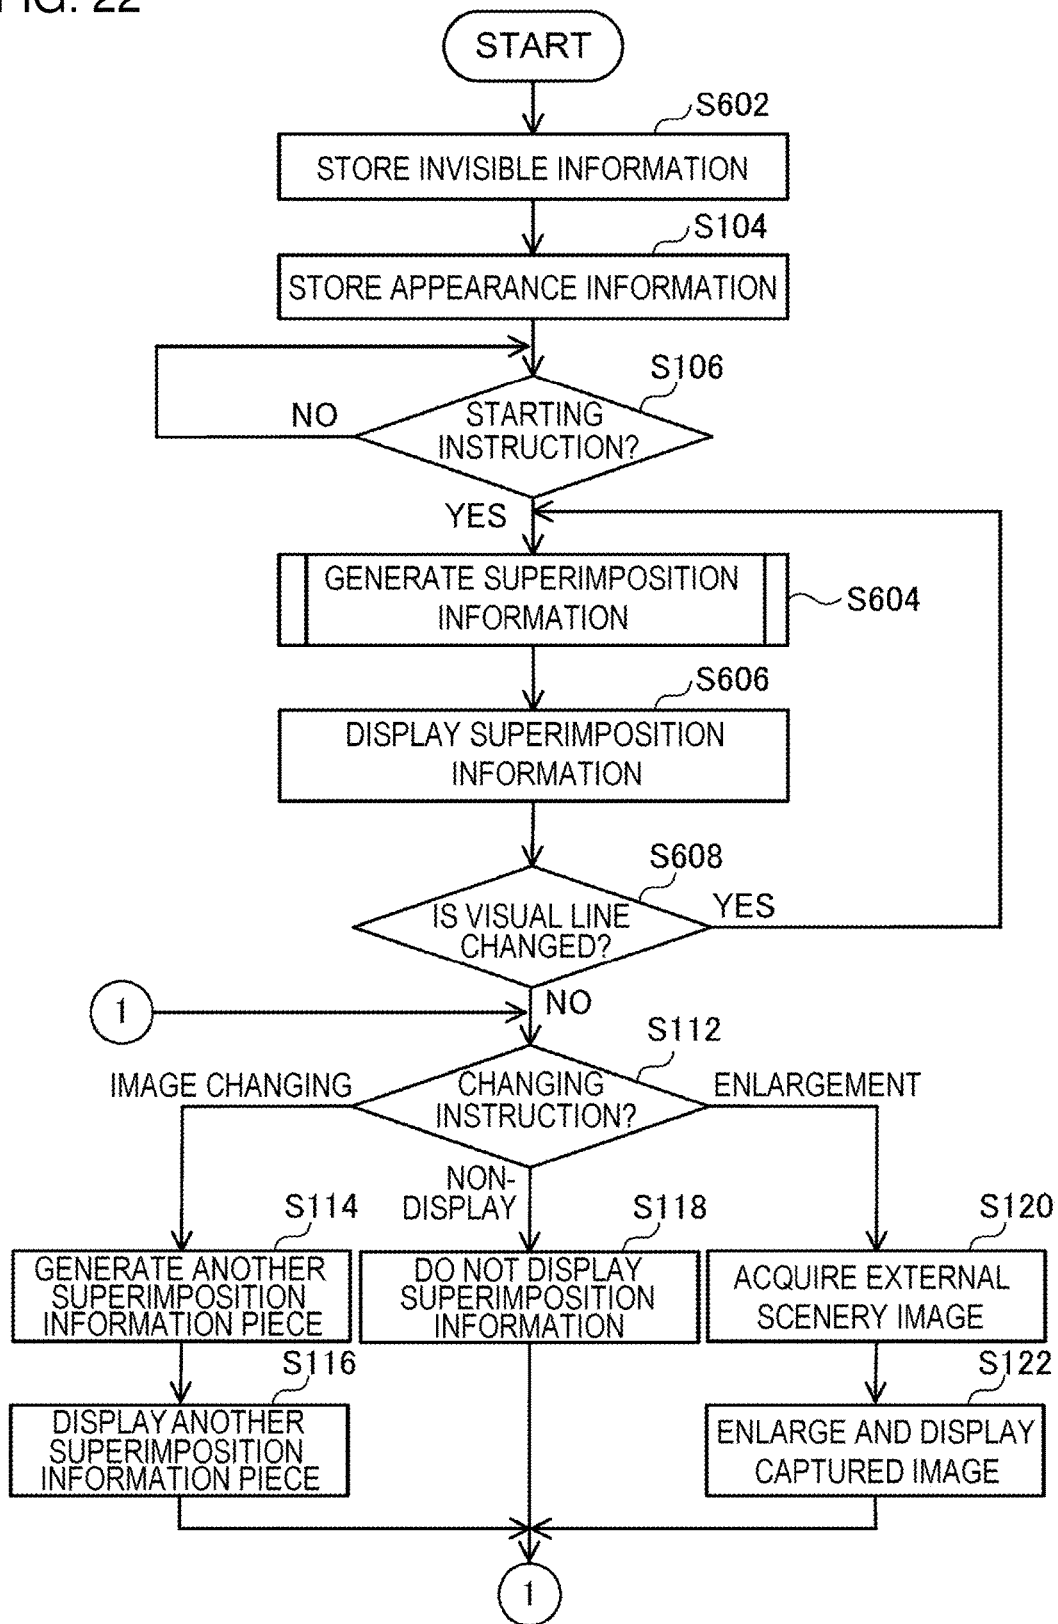 FIG. 22
START
S602
STORE INVISIBLE INFORMATION
S104
STORE APPEARANCE INFORMATION
S106
NO
STARTING
INSTRUCTION?
YES
GENERATE SUPERIMPOSITION
INFORMATION
S604
S606
DISPLAY SUPERIMPOSITION
INFORMATION
S608
IS VISUAL LINE
CHANGED?
YES
1
NO
S112
IMAGE CHANGING
CHANGING
INSTRUCTION?
ENLARGEMENT
NON-
DISPLAY
S114
GENERATE ANOTHER
SUPERIMPOSITION
INFORMATION PIECE
S118
DO NOT DISPLAY
SUPERIMPOSITION
INFORMATION
S120
ACQUIRE EXTERNAL
SCENERY IMAGE
S116
DISPLAY ANOTHER
SUPERIMPOSITION
INFORMATION PIECE
S122
ENLARGE AND DISPLAY
CAPTURED IMAGE
1